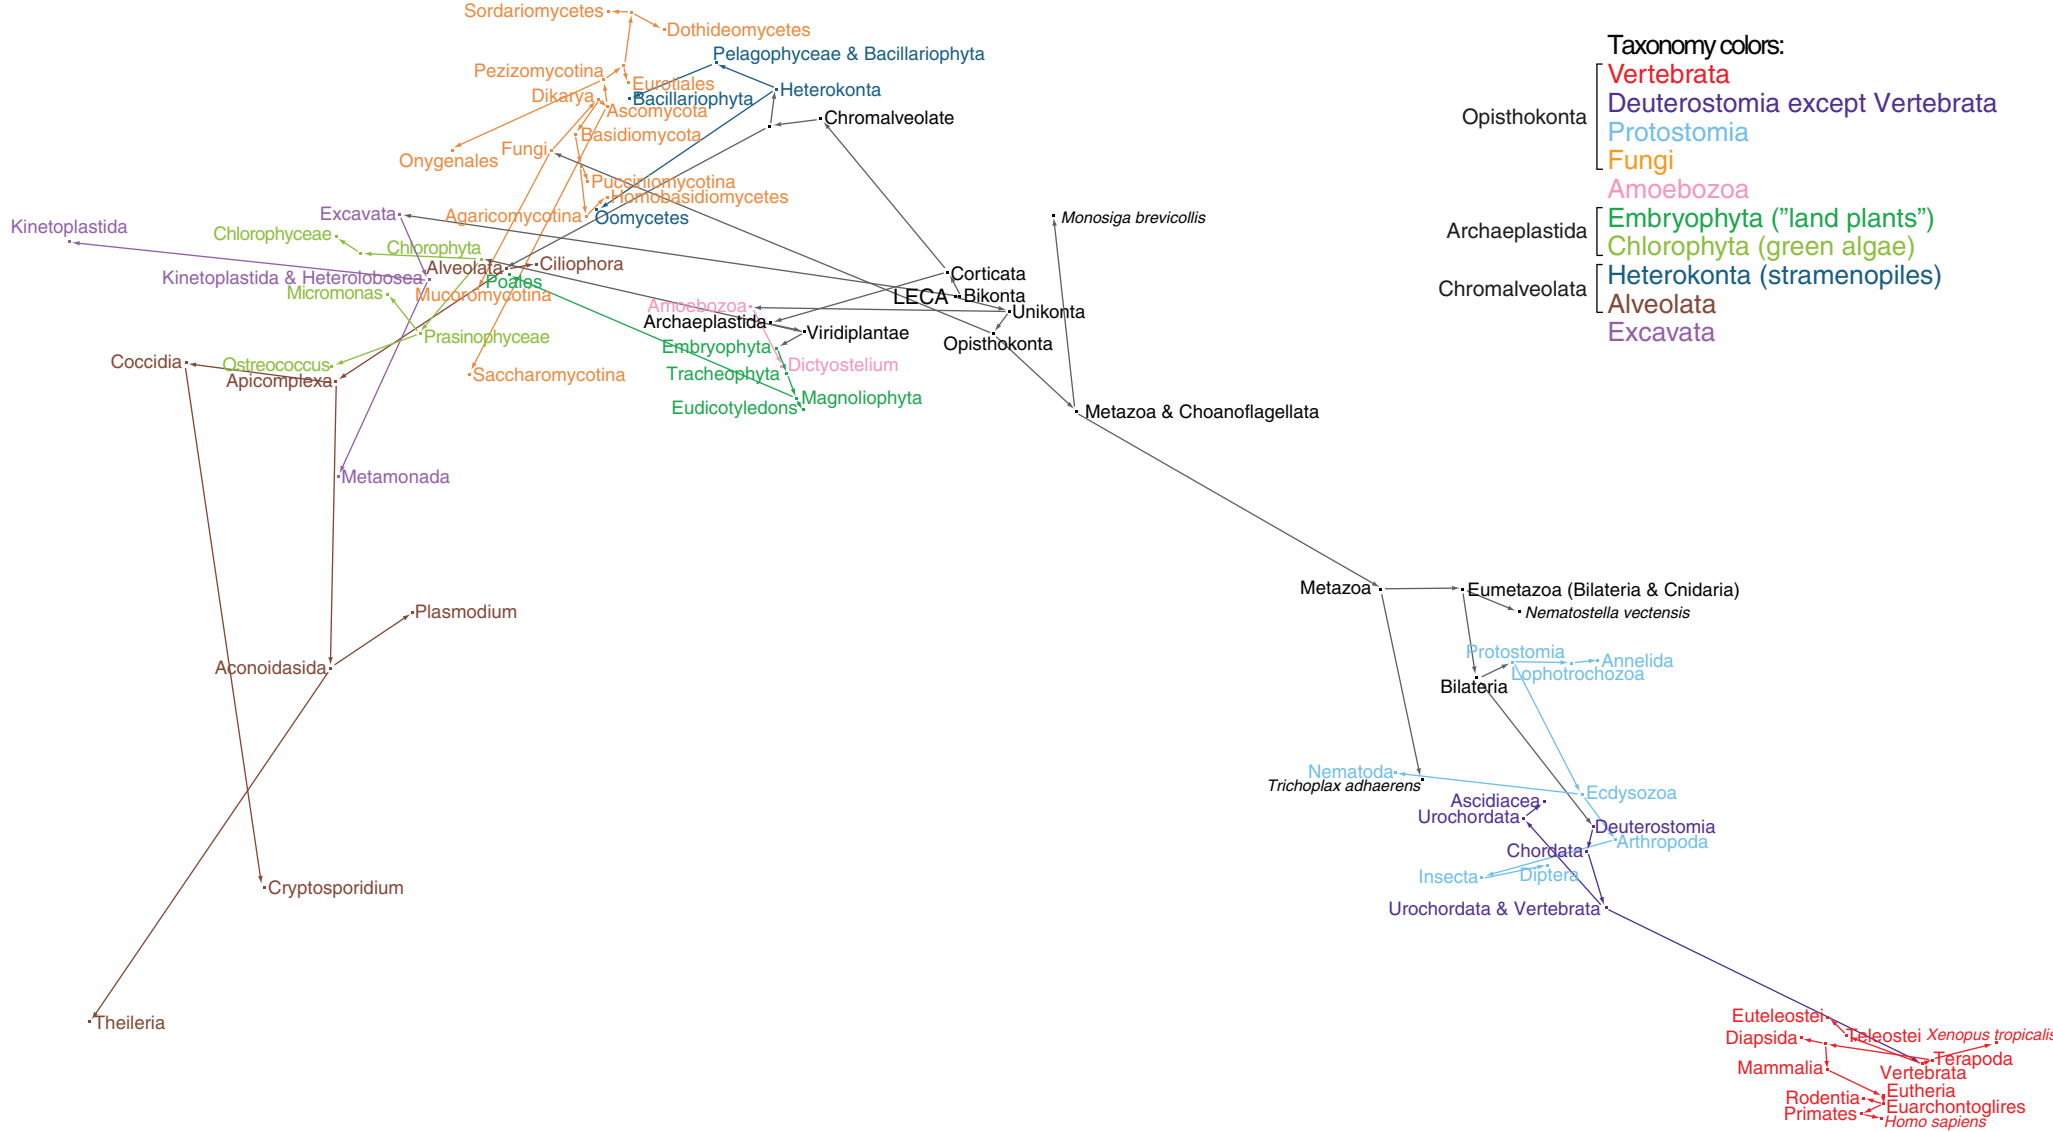 Sordariomycetes
Dothideomycetes
Pelagophyceae & Bacillariophyta
Pezizomycotina
Eurotiales
Heterokonta
Dikarya
Bacillariophyta
Ascomycota
Chromalveolate
Basidiomycota
Fungi
Onygenales
Pucciniomycotina
Homobasidiomycetes
Excavata
Agaricomycotina
Oomycetes
Monosiga brevicollis
Kinetoplastida
Chlorophyceae
Chlorophyta
Alveolata
Ciliophora
Corticata
Kinetoplastida & Heterolobosea
Poales
Micromonas
Mucoromycotina
LECA
Bikonta
Amoebozoa
Unikonta
Archaeplastida
Viridiplantae
Prasinophyceae
Opisthokonta
Embryophyta
Coccidia
Ostreococcus
Dictyostelium
Apicomplexa
Saccharomycotina
Tracheophyta
Magnoliophyta
Eudicotyledons
Metazoa & Choanoflagellata
Metamonada
Metazoa
Eumetazoa (Bilateria & Cnidaria)
Plasmodium
Nematostella vectensis
Aconoidasida
Protostomia
Annelida
Lophotrochozoa
Bilateria
Nematoda
Trichoplax adhaerens
Ecdysozoa
Ascidiacea
Urochordata
Deuterostomia
Arthropoda
Chordata
Insecta
Diptera
Cryptosporidium
Urochordata & Vertebrata
Theileria
Euteleostei
Teleostei
Xenopus tropicalis
Diapsida
Terapoda
Mammalia
Vertebrata
Eutheria
Rodentia
Euarchontoglires
Primates
Homo sapiens
Taxonomy colors:
Vertebrata
Deuterostomia except Vertebrata
Opisthokonta
Protostomia
Fungi
Amoebozoa
Embryophyta (”land plants”)
Archaeplastida
Chlorophyta (green algae)
Heterokonta (stramenopiles)
Chromalveolata
Alveolata
Excavata